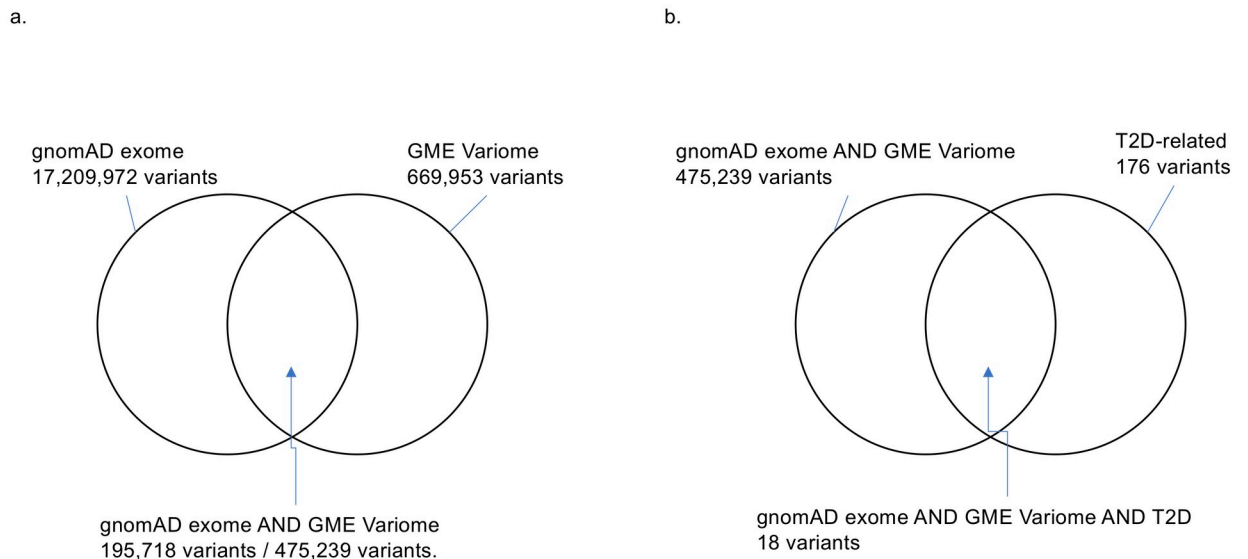 a.
gnomAD exome
17,209,972 variants
GME Variome
669,953 variants
gnomAD exome AND GME Variome
195,718 variants / 475,239 variants.
b.
gnomAD exome AND GME Variome
475,239 variants
T2D-related
176 variants
gnomAD exome AND GME Variome AND T2D
18 variants